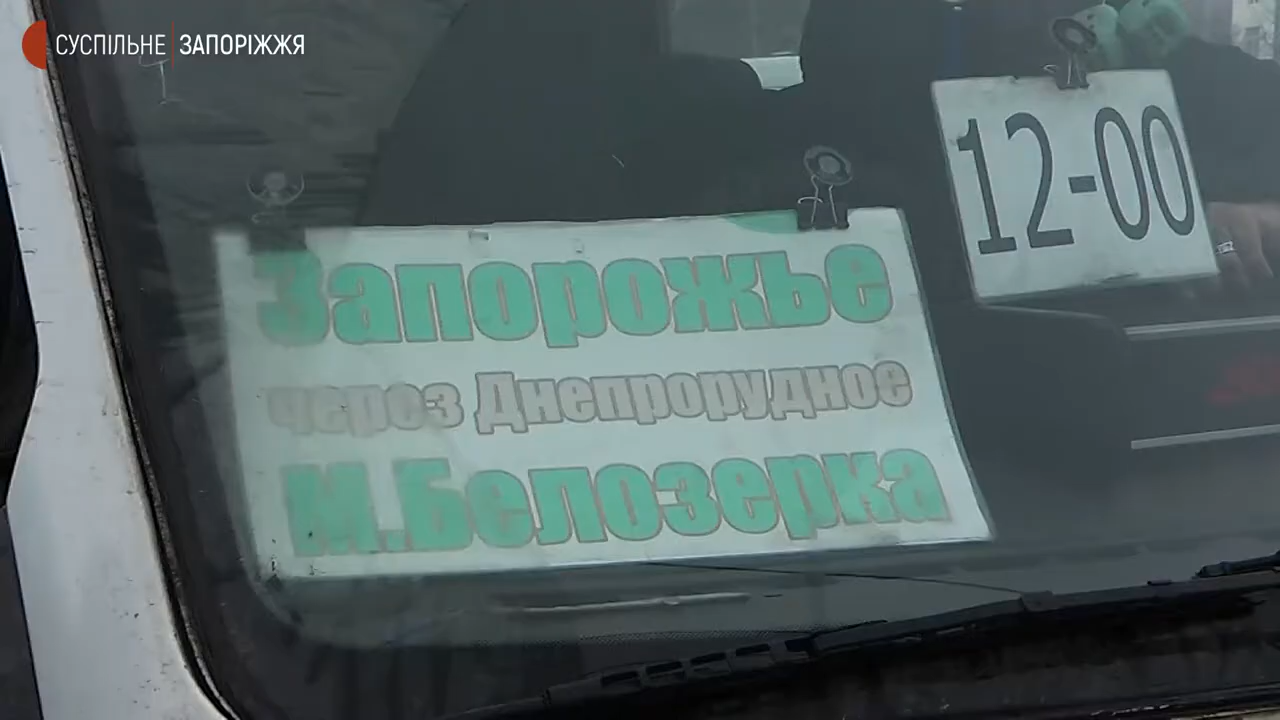 СУСПІЛЬНЕ ЗАПОРІЖЖЯ
12-00
Запорожье
через Днепрорудное
М.Белозерка